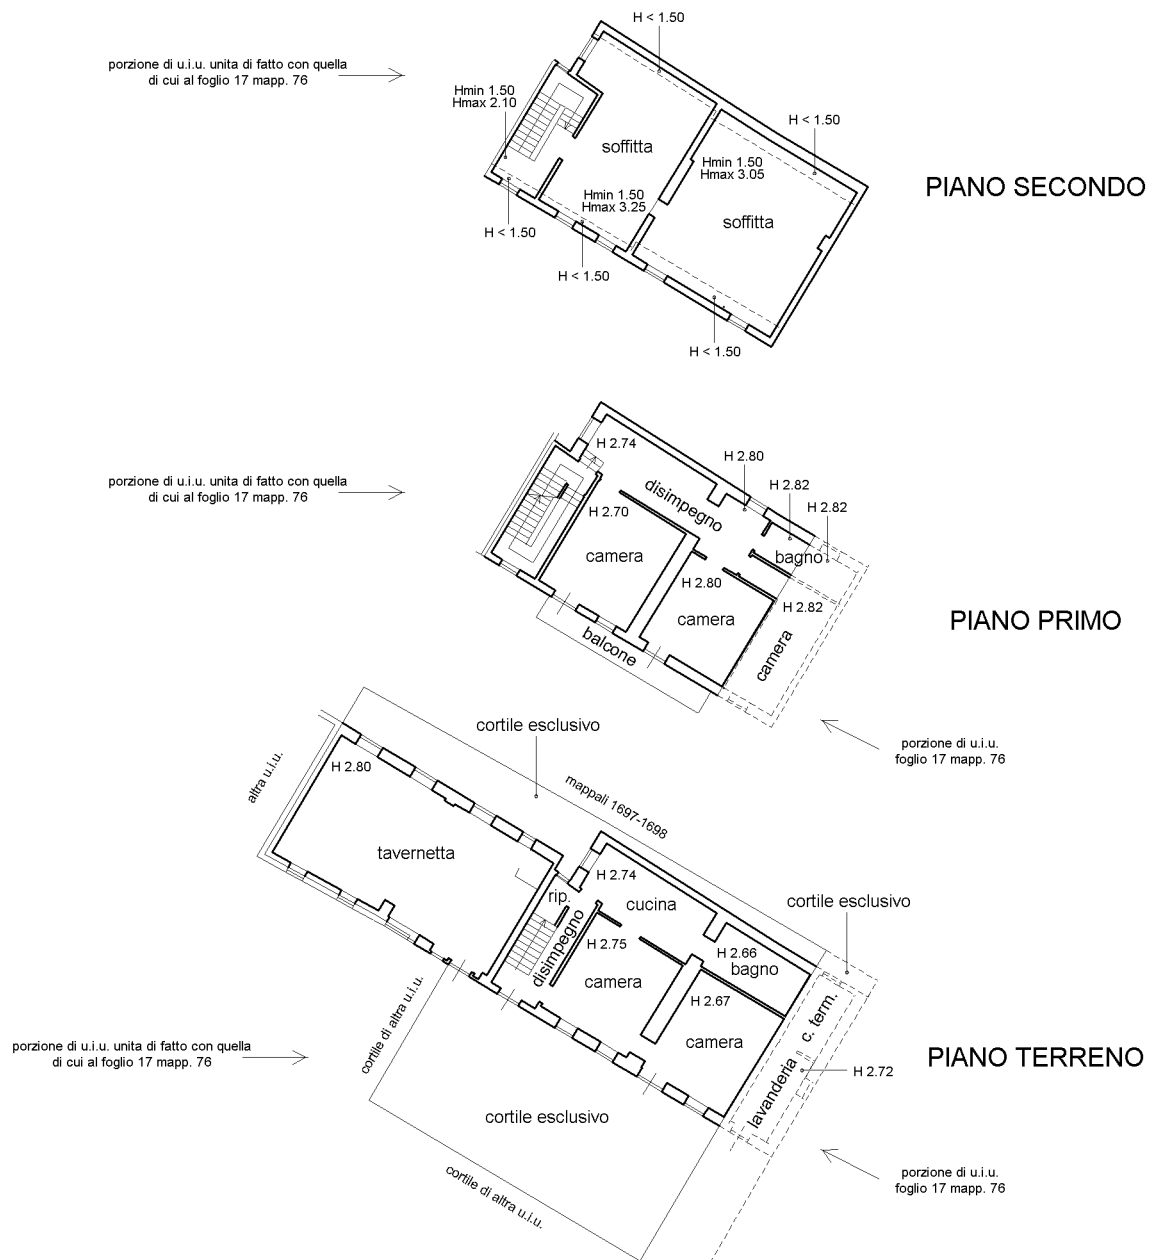 H < 1.50
porzione di u.i.u. unita di fatto con quella
di cui al foglio 17 mapp. 76
Hmin 1.50
Hmax 2.10
H < 1.50
soffitta
Hmin 1.50
Hmax 3.05
PIANO SECONDO
Hmin 1.50
Hmax 3.25
soffitta
H < 1.50
H < 1.50
H < 1.50
H 2.74
H 2.80
porzione di u.i.u. unita di fatto con quella
di cui al foglio 17 mapp. 76
disimpegno
H 2.82
H 2.82
H 2.70
camera
bagno
H 2.80
H 2.82
camera
PIANO PRIMO
balcone
camera
cortile esclusivo
porzione di u.i.u.
foglio 17 mapp. 76
altra u.i.u.
H 2.80
mappali 1697-1698
tavernetta
H 2.74
rip.
cucina
cortile esclusivo
disimpegno
H 2.75
H 2.66
bagno
camera
H 2.67
c. term.
cortile di altra u.i.u.
porzione di u.i.u. unita di fatto con quella
di cui al foglio 17 mapp. 76
camera
PIANO TERRENO
lavanderia
H 2.72
cortile esclusivo
cortile di altra u.i.u.
porzione di u.i.u.
foglio 17 mapp. 76